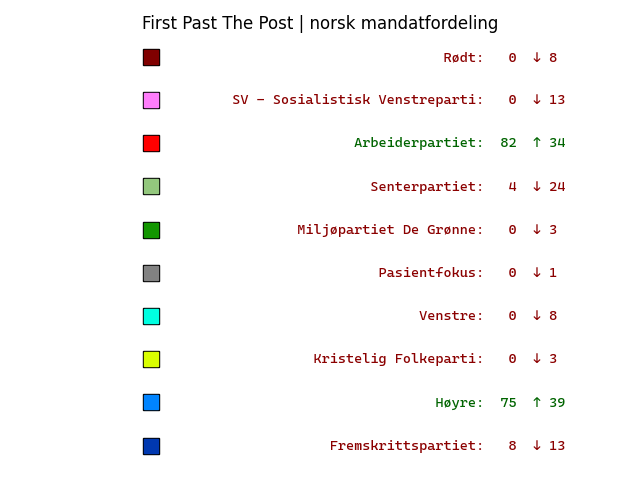 First Past The Post | norsk mandatfordeling
Rødt: 0 ↓ 8
SV – Sosialistisk Venstreparti: 0 ↓ 13
Arbeiderpartiet: 82 ↑ 34
Senterpartiet: 4 ↓ 24
Miljøpartiet De Grønne: 0 ↓ 3
Pasientfokus: 0 ↓ 1
Venstre: 0 ↓ 8
Kristelig Folkeparti: 0 ↓ 3
Høyre: 75 ↑ 39
Fremskrittspartiet: 8 ↓ 13